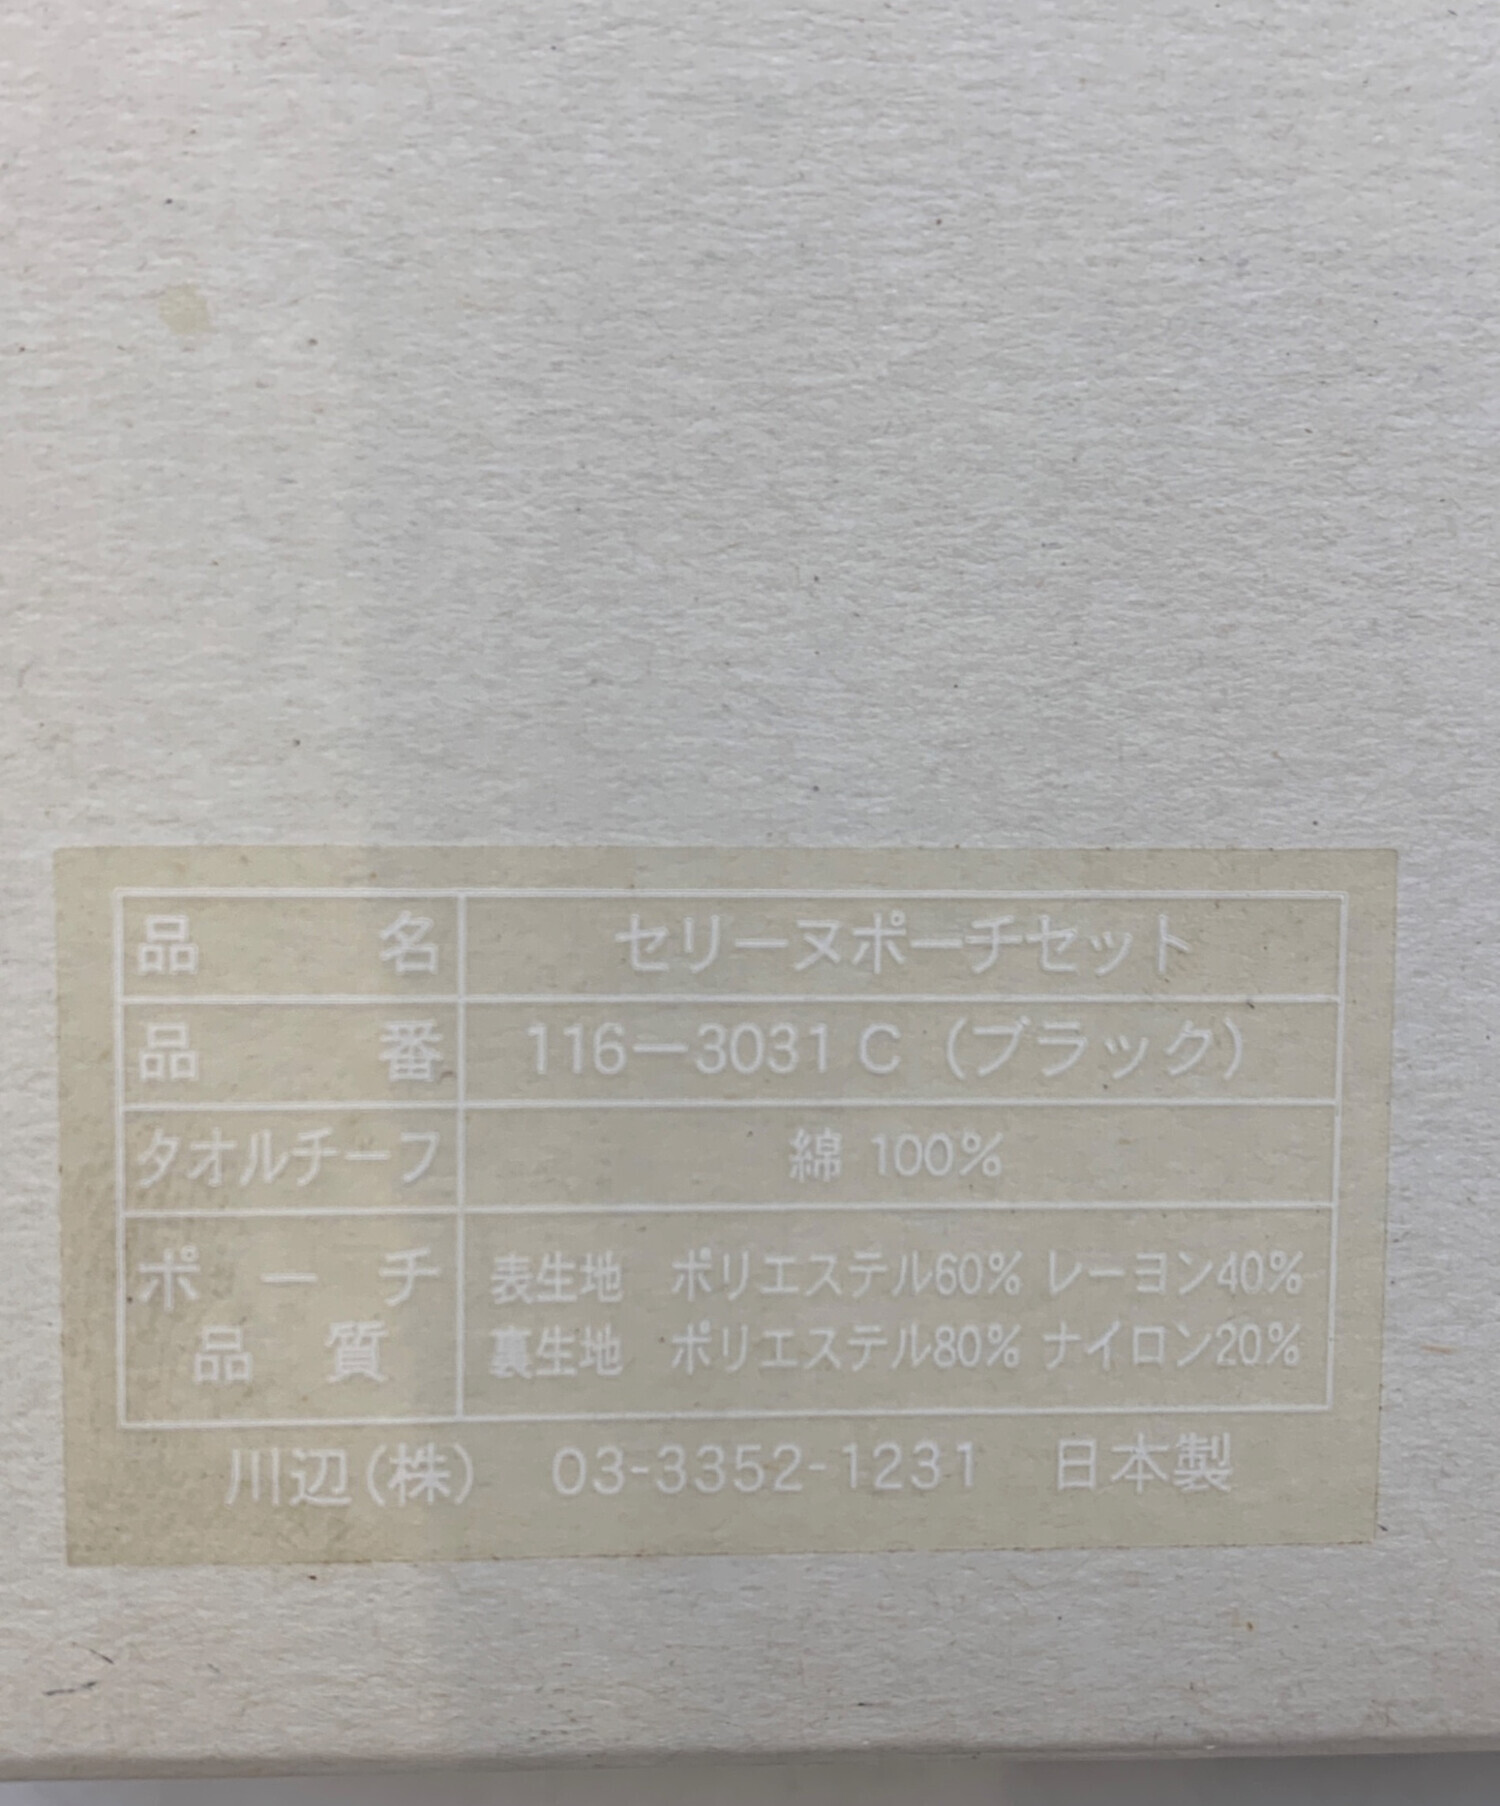 品名 セリーヌポーチセット
品番 116−3031 C（ブラック）
タオルチーフ 綿 100%
ポーチ 表生地 ポリエステル60% レーヨン40%
品質 裏生地 ポリエステル80% ナイロン20%
川辺(株) 03-3352-1231 日本製